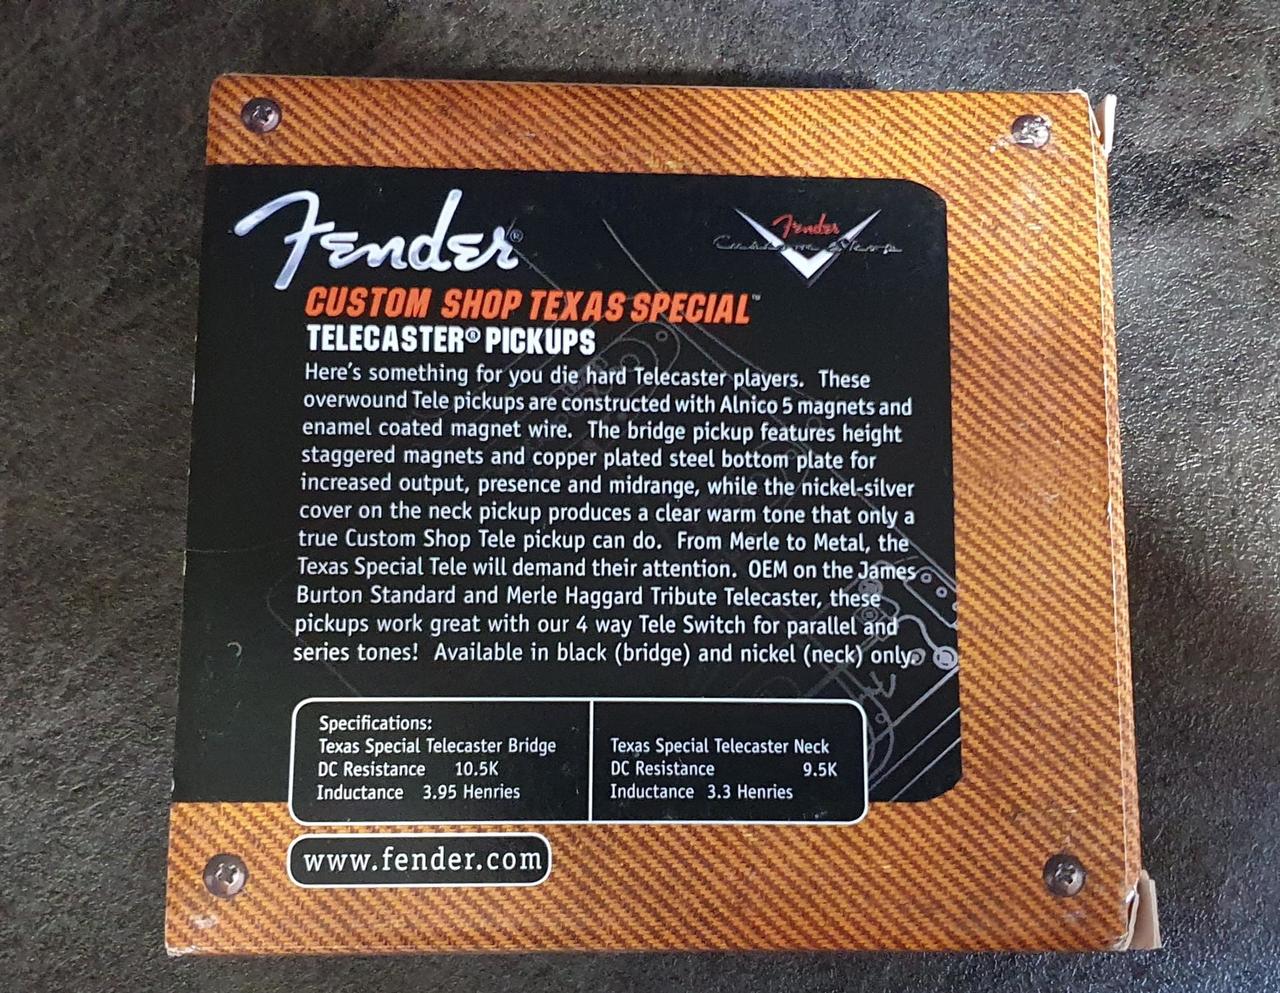 Fender®
Fender
Custom Shop
CUSTOM SHOP TEXAS SPECIAL™
TELECASTER® PICKUPS
Here's something for you die hard Telecaster players. These
overwound Tele pickups are constructed with Alnico 5 magnets and
enamel coated magnet wire. The bridge pickup features height
staggered magnets and copper plated steel bottom plate for
increased output, presence and midrange, while the nickel-silver
cover on the neck pickup produces a clear warm tone that only a
true Custom Shop Tele pickup can do. From Merle to Metal, the
Texas Special Tele will demand their attention. OEM on the James
Burton Standard and Merle Haggard Tribute Telecaster, these
pickups work great with our 4 way Tele Switch for parallel and
series tones! Available in black (bridge) and nickel (neck) only.
Specifications:
Texas Special Telecaster Bridge
DC Resistance 10.5K
Inductance 3.95 Henries
Texas Special Telecaster Neck
DC Resistance 9.5K
Inductance 3.3 Henries
www.fender.com